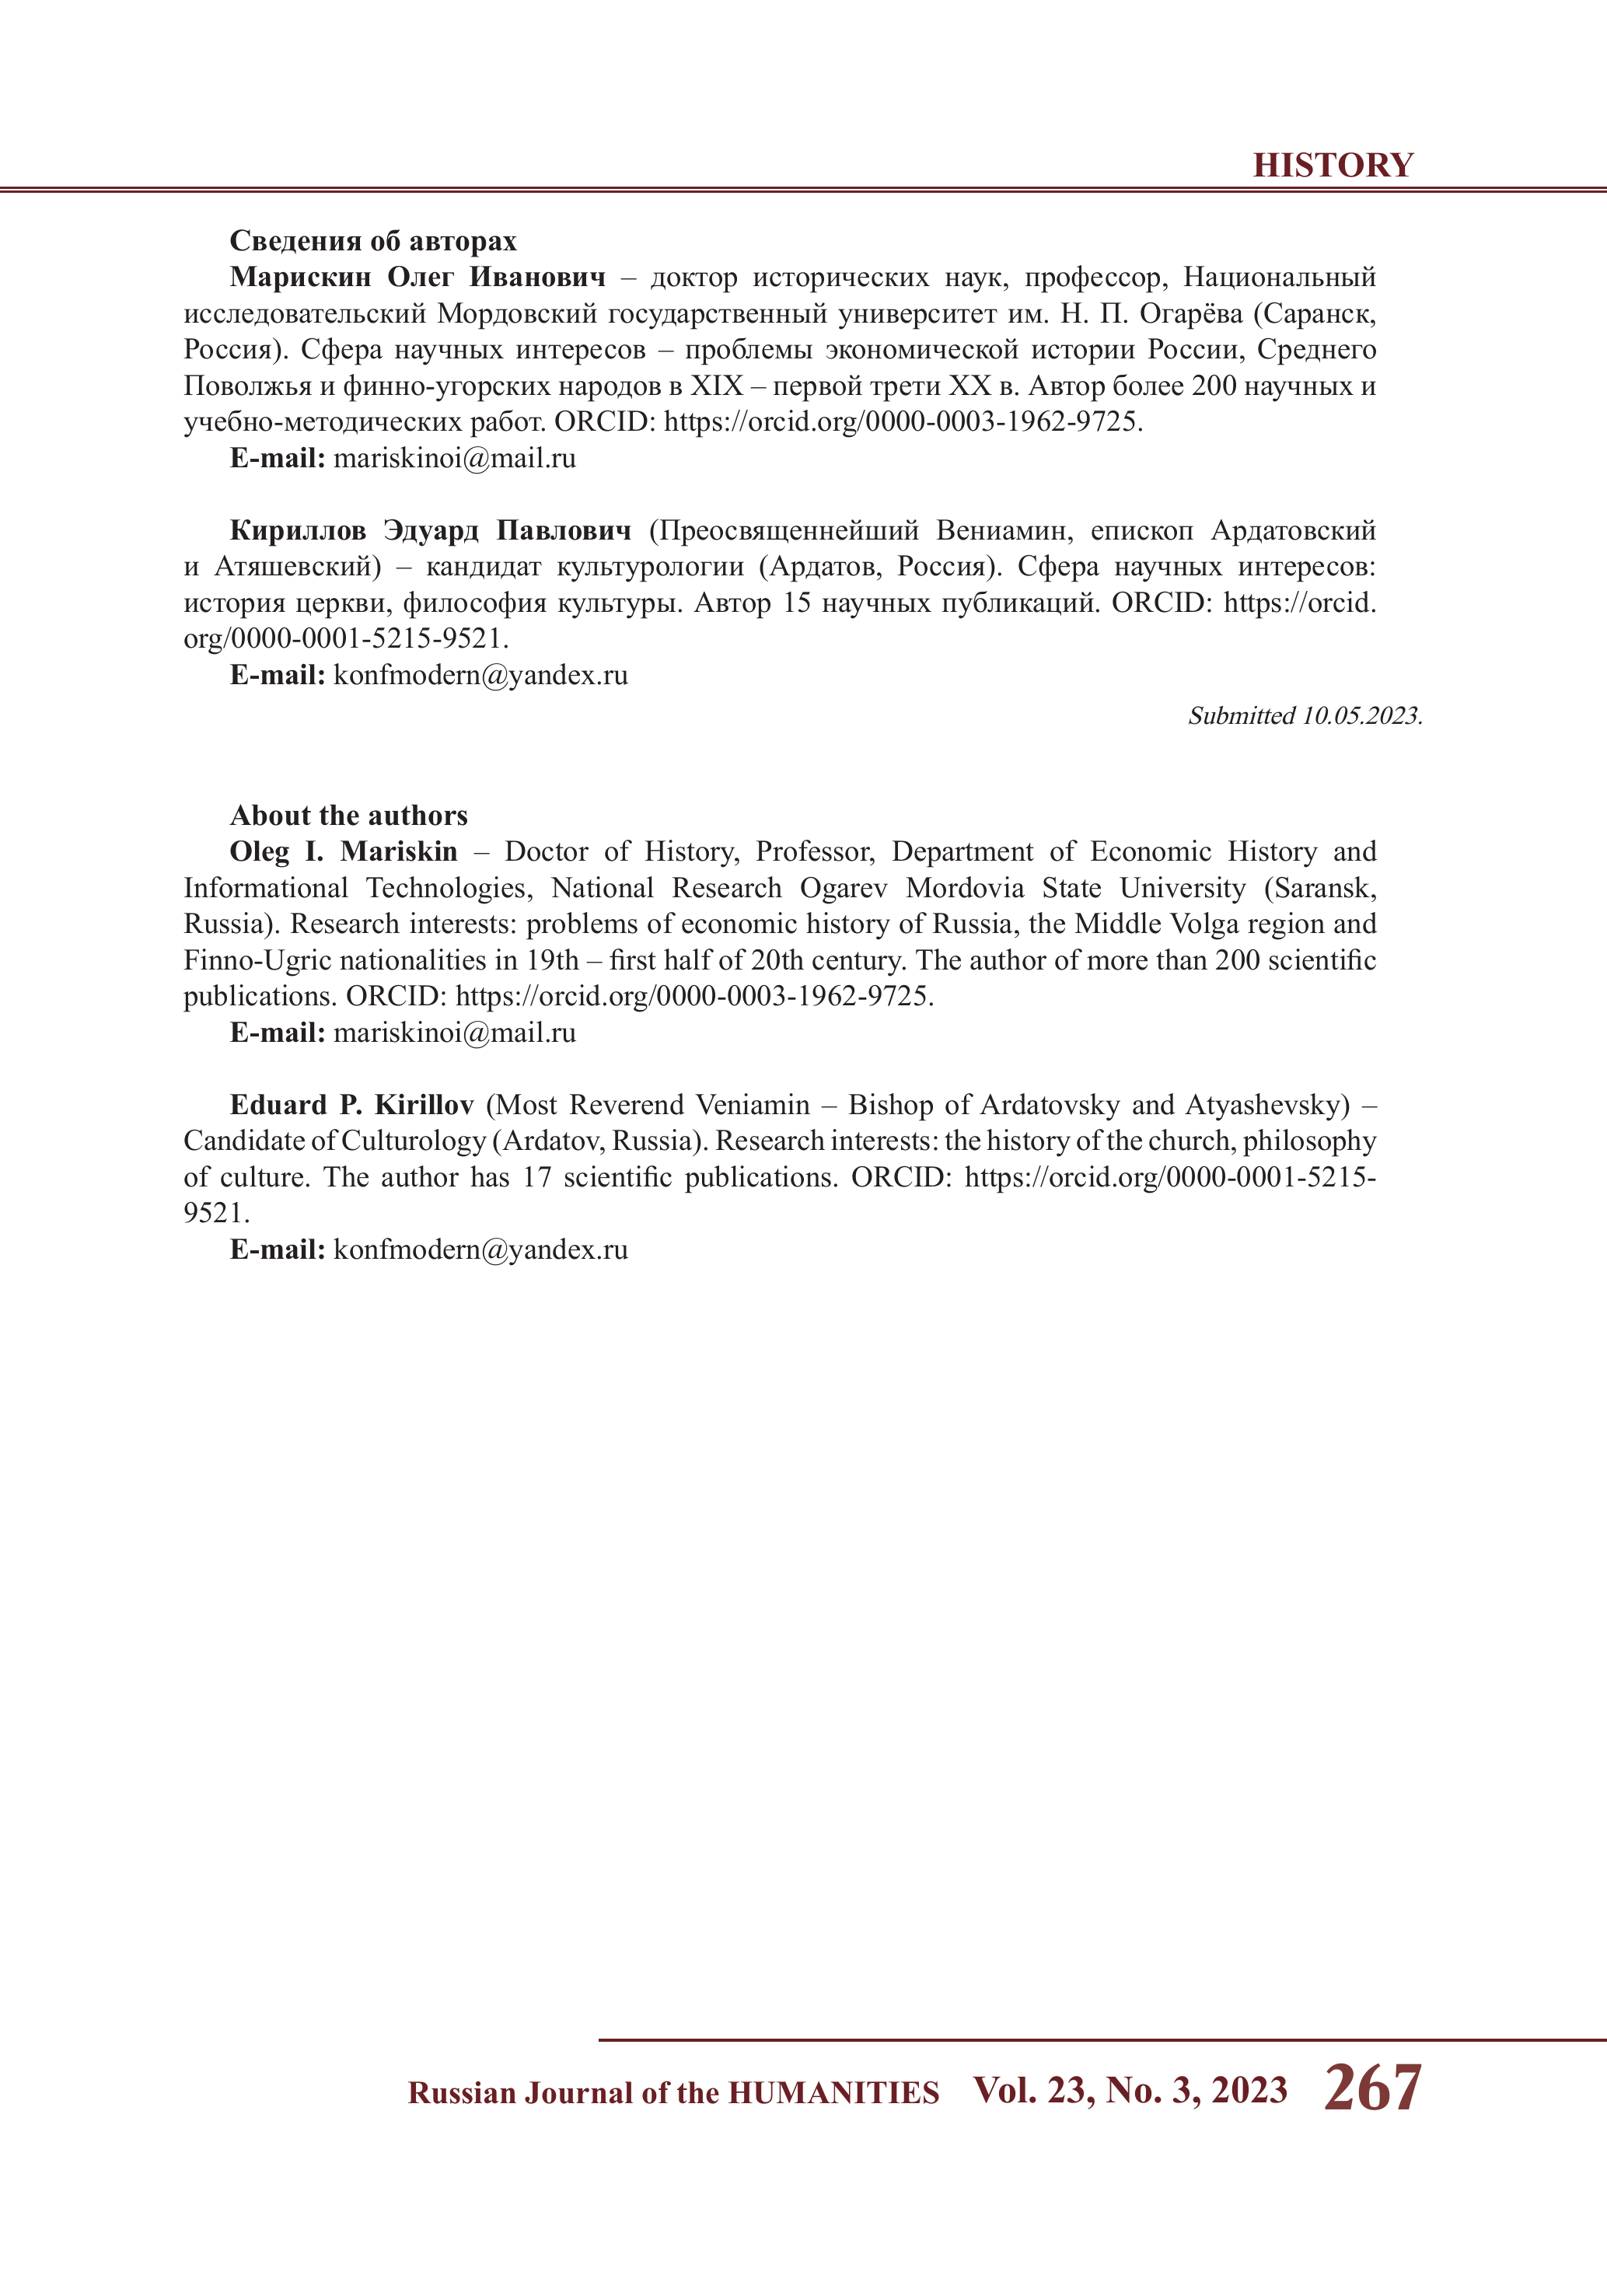 HISTORY
Сведения об авторах
Марискин Олег Иванович – доктор исторических наук, профессор, Национальный
исследовательский Мордовский государственный университет им. Н. П. Огарёва (Саранск,
Россия). Сфера научных интересов – проблемы экономической истории России, Среднего
Поволжья и финно-угорских народов в XIX – первой трети XX в. Автор более 200 научных и
учебно-методических работ. ORCID: https://orcid.org/0000-0003-1962-9725.
E-mail: mariskinoi@mail.ru
Кириллов Эдуард Павлович (Преосвященнейший Вениамин, епископ Ардатовский
и Атяшевский) – кандидат культурологии (Ардатов, Россия). Сфера научных интересов:
история церкви, философия культуры. Автор 15 научных публикаций. ORCID: https://orcid.
org/0000-0001-5215-9521.
E-mail: konfmodern@yandex.ru
Submitted 10.05.2023.
About the authors
Oleg I. Mariskin – Doctor of History, Professor, Department of Economic History and
Informational Technologies, National Research Ogarev Mordovia State University (Saransk,
Russia). Research interests: problems of economic history of Russia, the Middle Volga region and
Finno-Ugric nationalities in 19th – first half of 20th century. The author of more than 200 scientific
publications. ORCID: https://orcid.org/0000-0003-1962-9725.
E-mail: mariskinoi@mail.ru
Eduard P. Kirillov (Most Reverend Veniamin – Bishop of Ardatovsky and Atyashevsky) –
Candidate of Culturology (Ardatov, Russia). Research interests: the history of the church, philosophy
of culture. The author has 17 scientific publications. ORCID: https://orcid.org/0000-0001-5215-
9521.
E-mail: konfmodern@yandex.ru
Russian Journal of the HUMANITIES Vol. 23, No. 3, 2023 267